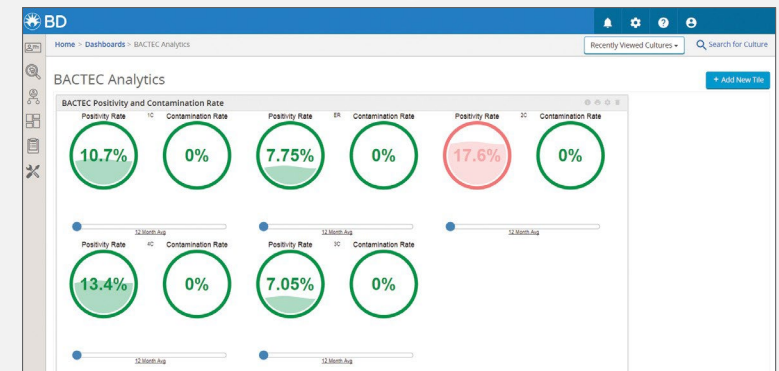 BD
Home > Dashboards > BACTEC Analytics
Recently Viewed Cultures
Search for Culture
BACTEC Analytics
+ Add New Tile
BACTEC Positivity and Contamination Rate
Positivity Rate 1C Contamination Rate Positivity Rate ER Contamination Rate Positivity Rate 2C Contamination Rate
10.7% 0% 7.75% 0% 17.6% 0%
12 Month Avg 12 Month Avg 12 Month Avg
Positivity Rate 4C Contamination Rate Positivity Rate 3C Contamination Rate
13.4% 0% 7.05% 0%
12 Month Avg 12 Month Avg